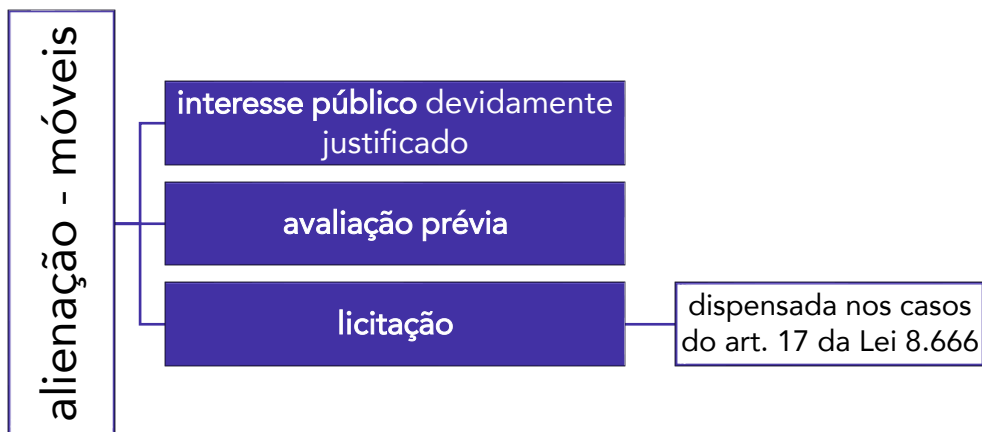 alienação - móveis
interesse público devidamente
justificado
avaliação prévia
licitação
dispensada nos casos
do art. 17 da Lei 8.666